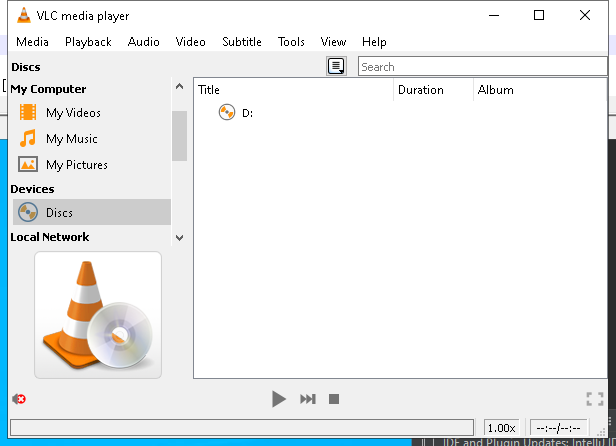 VLC media player
Media Playback Audio Video Subtitle Tools View Help
Discs
Search
My Computer
My Videos
My Music
My Pictures
Devices
Discs
Local Network
Title Duration Album
D:
1.00x
--:--/--:--
IDE and Plugin Updates: IntelliJ